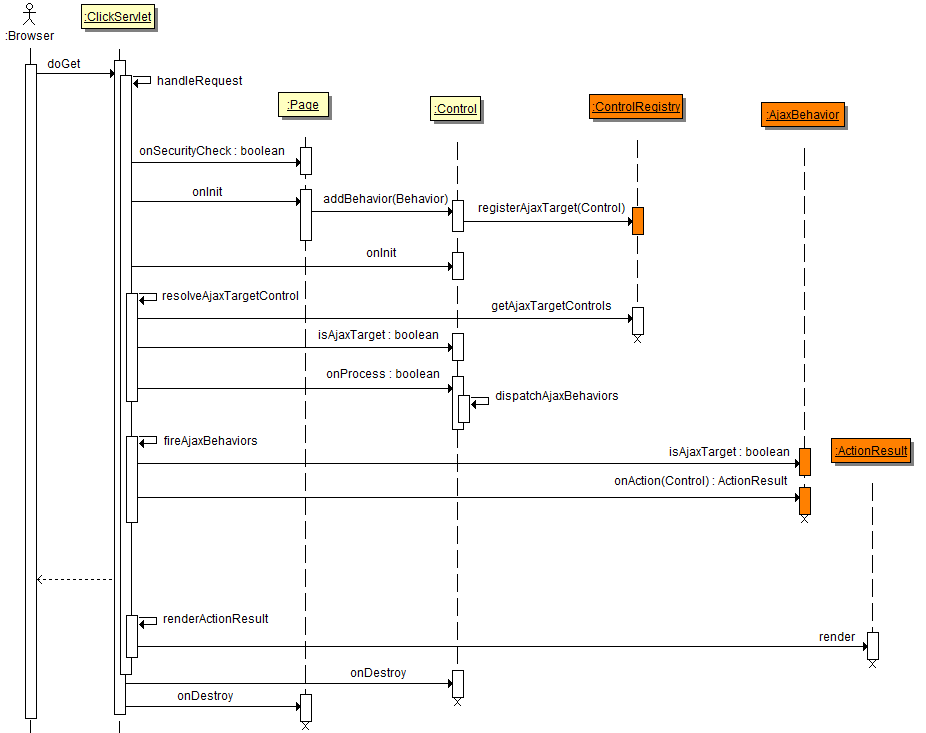 :Browser
:ClickServlet
doGet
handleRequest
:Page
:Control
:ControlRegistry
:AjaxBehavior
onSecurityCheck : boolean
onInit
addBehavior(Behavior)
registerAjaxTarget(Control)
onInit
resolveAjaxTargetControl
getAjaxTargetControls
isAjaxTarget : boolean
onProcess : boolean
dispatchAjaxBehaviors
fireAjaxBehaviors
isAjaxTarget : boolean
:ActionResult
onAction(Control) : ActionResult
renderActionResult
render
onDestroy
onDestroy